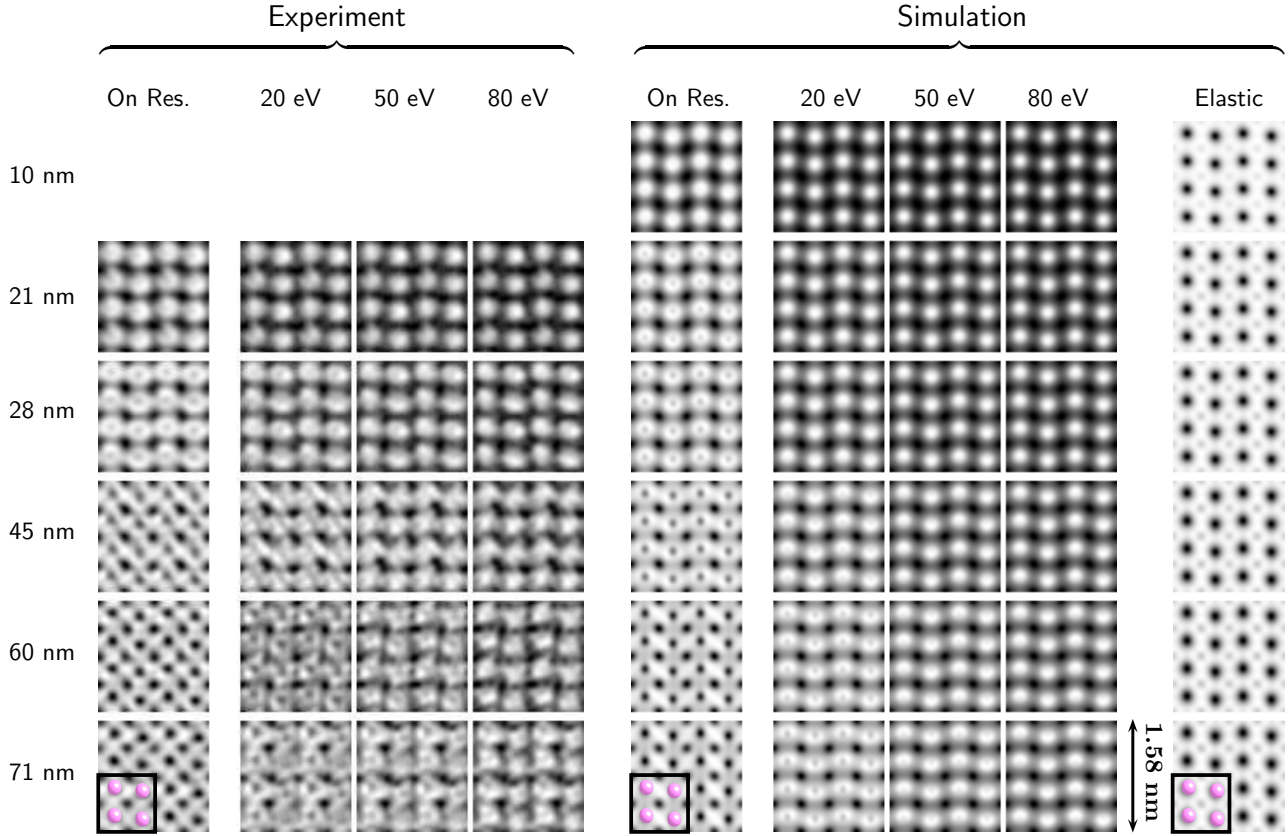 Experiment Simulation
On Res. 20 eV 50 eV 80 eV On Res. 20 eV 50 eV 80 eV Elastic
10 nm
21 nm
28 nm
45 nm
60 nm
71 nm
1.58 nm